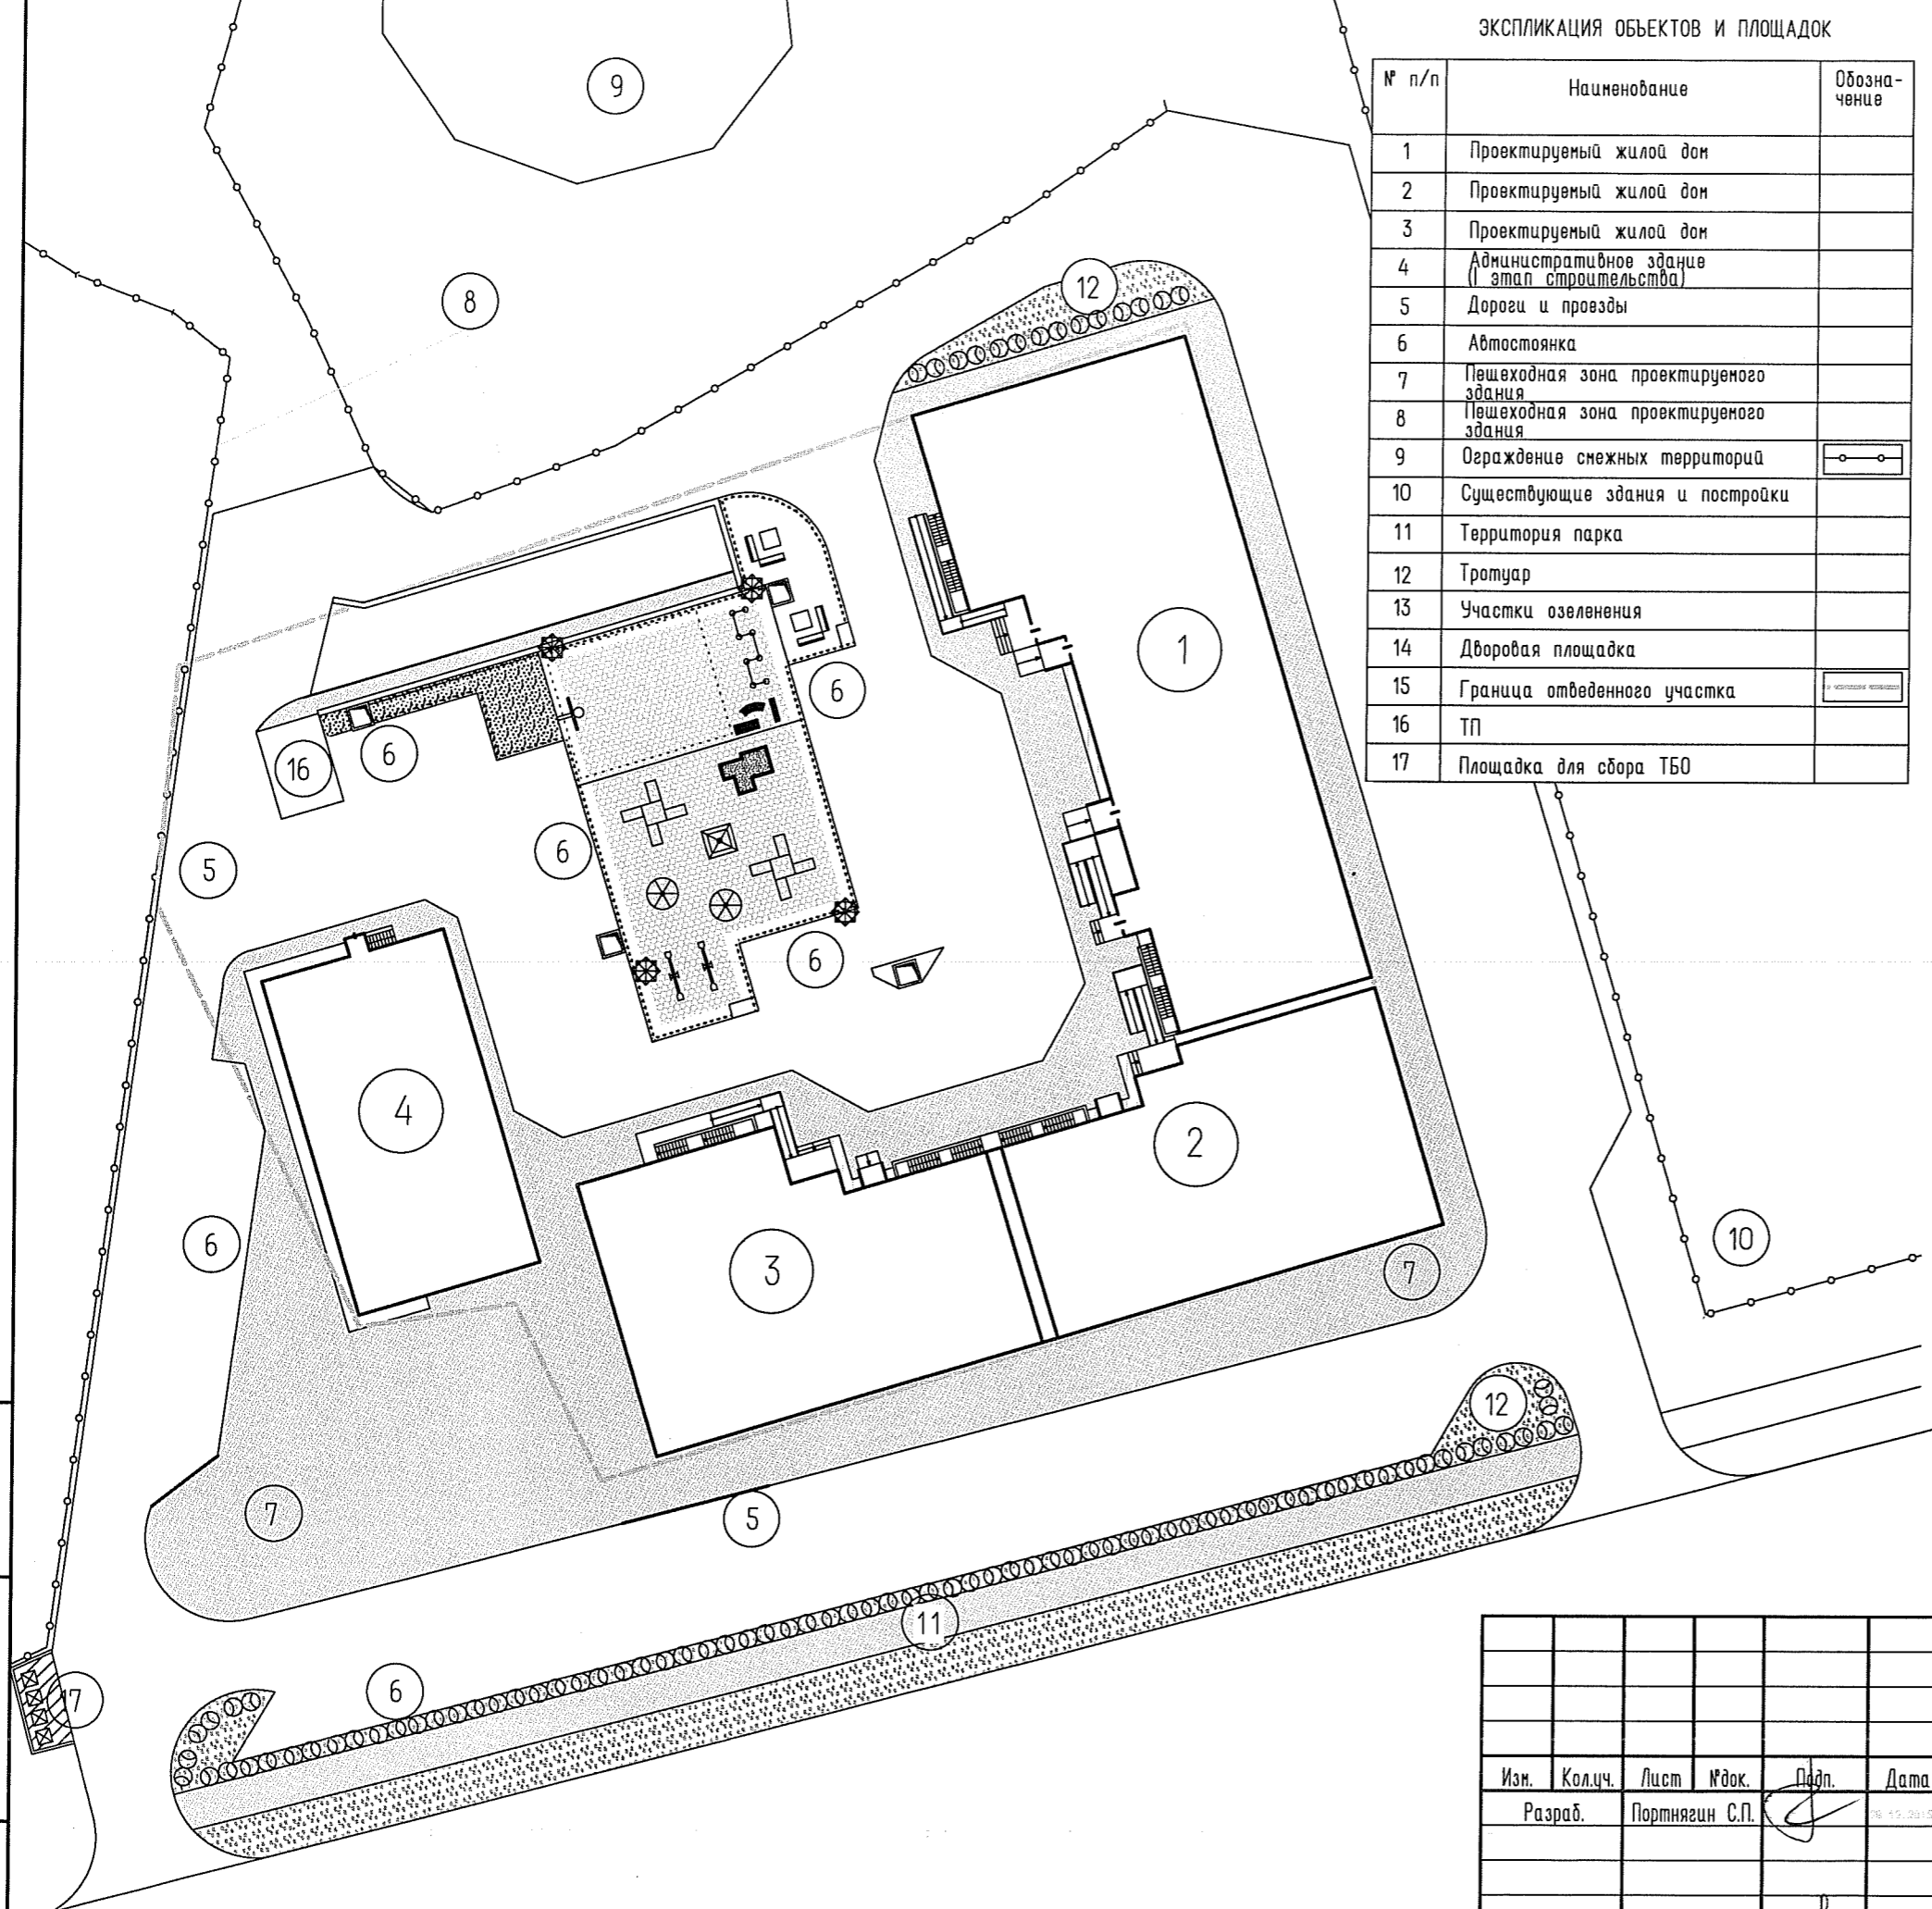 ЭКСПЛИКАЦИЯ ОБЪЕКТОВ И ПЛОЩАДОК
№ п/п Наименование Обозна-
чение
1 Проектируемый жилой дом
2 Проектируемый жилой дом
3 Проектируемый жилой дом
4 Административное здание
(I этап строительства)
5 Дороги и проезды
6 Автостоянка
7 Пешеходная зона проектируемого
здания
8 Пешеходная зона проектируемого
здания
9 Ограждение смежных территорий
10 Существующие здания и постройки
11 Территория парка
12 Тротуар
13 Участки озеленения
14 Дворовая площадка
15 Граница отведенного участка
16 ТП
17 Площадка для сбора ТБО
9
8
12
1
6
6
16
6
5
6
4
2
3
6
7
10
12
7
5
11
6
17
Изм. Кол.уч. Лист №док. Подп. Дата
Разраб. Портнягин С.П.